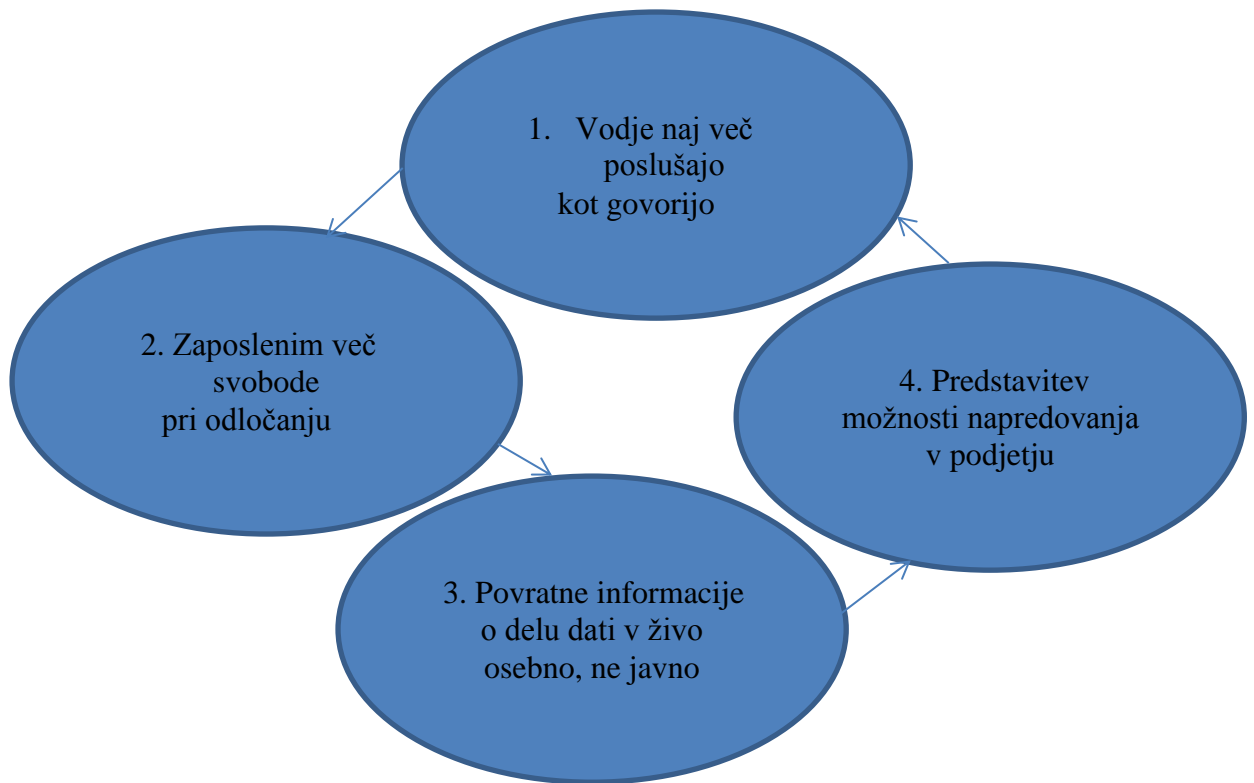 1. Vodje naj več
poslušajo
kot govorijo
2. Zaposlenim več
svobode
pri odločanju
3. Povratne informacije
o delu dati v živo
osebno, ne javno
4. Predstavitev
možnosti napredovanja
v podjetju